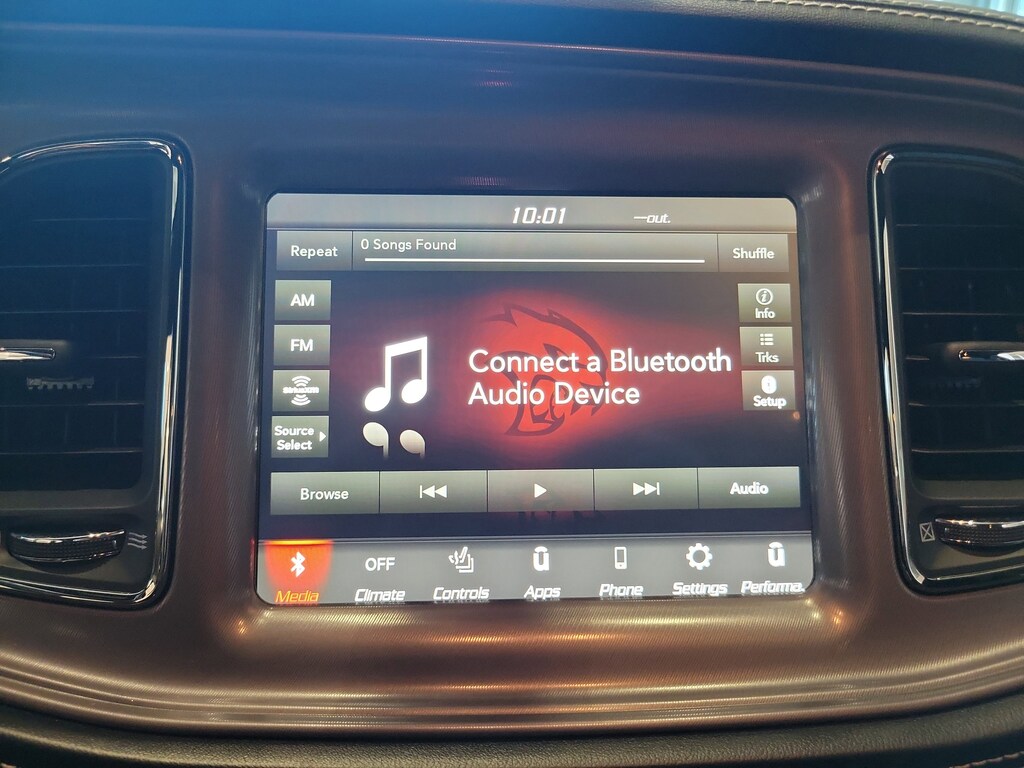 10:01 —out.
Repeat 0 Songs Found Shuffle
AM
FM
SiriusXM
Source
Select
Connect a Bluetooth
Audio Device
Info
Trks
Setup
Browse Audio
Media OFF Climate Controls Apps Phone Settings Performa.